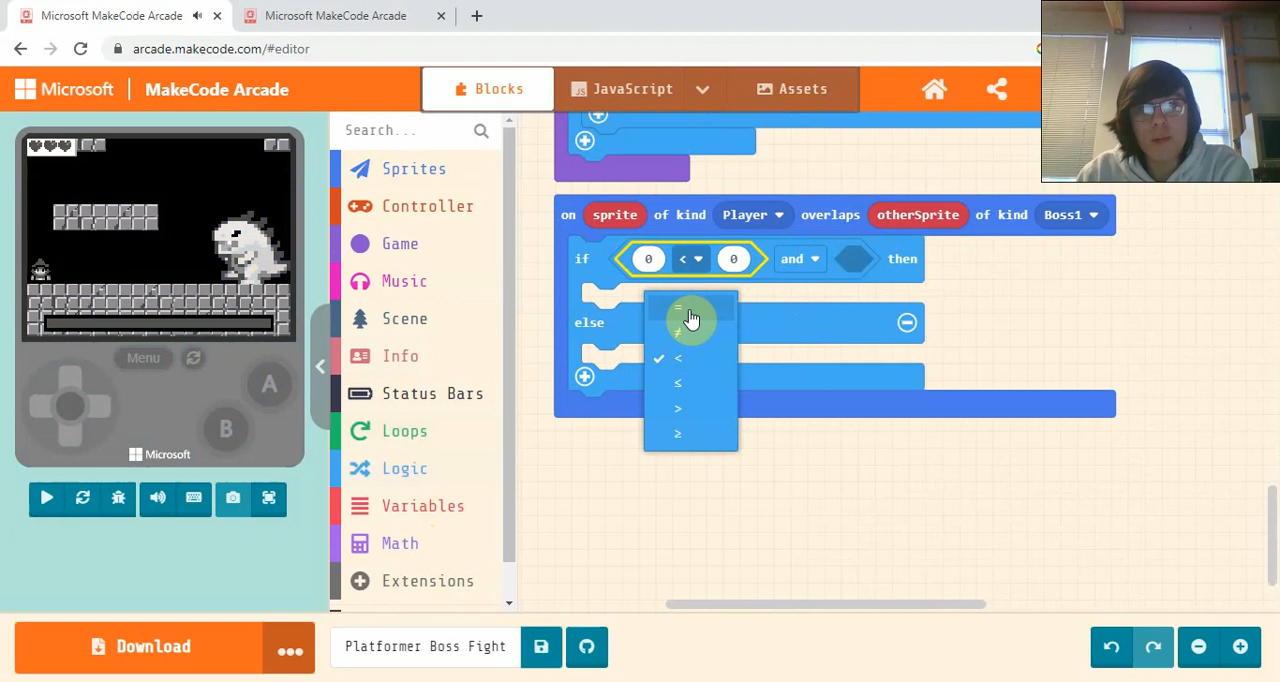 Microsoft MakeCode Arcade
Microsoft MakeCode Arcade
arcade.makecode.com/#editor
Microsoft
MakeCode Arcade
Blocks
JavaScript
Assets
Search...
Sprites
Controller
Game
Music
Scene
Info
Status Bars
Loops
Logic
Variables
Math
Extensions
on sprite of kind Player overlaps otherSprite of kind Boss1
if 0 < 0 and then
=
≠
<
≤
>
≥
else
Menu
A
B
Microsoft
Download
Platformer Boss Fight